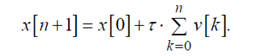 x[n+1] = x[0] + τ · ∑_{k=0}^{n} v[k].